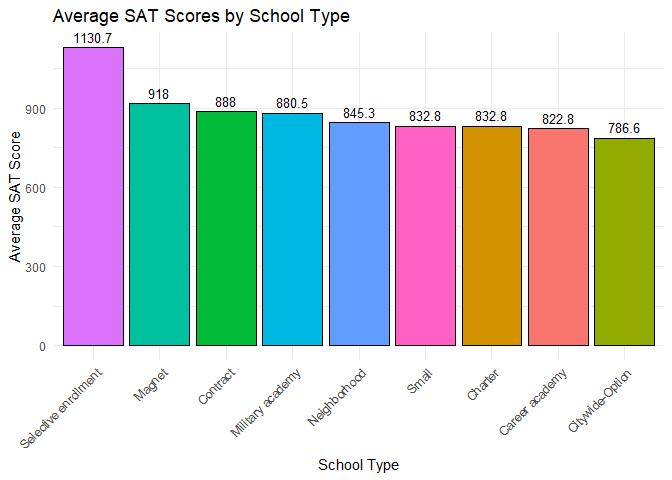 Average SAT Scores by School Type
1130.7
918
888
880.5
845.3
832.8
832.8
822.8
786.6
900
600
300
0
Average SAT Score
Selective enrollment
Magnet
Contract
Military academy
Neighborhood
Small
Charter
Career academy
Citywide-Option
School Type